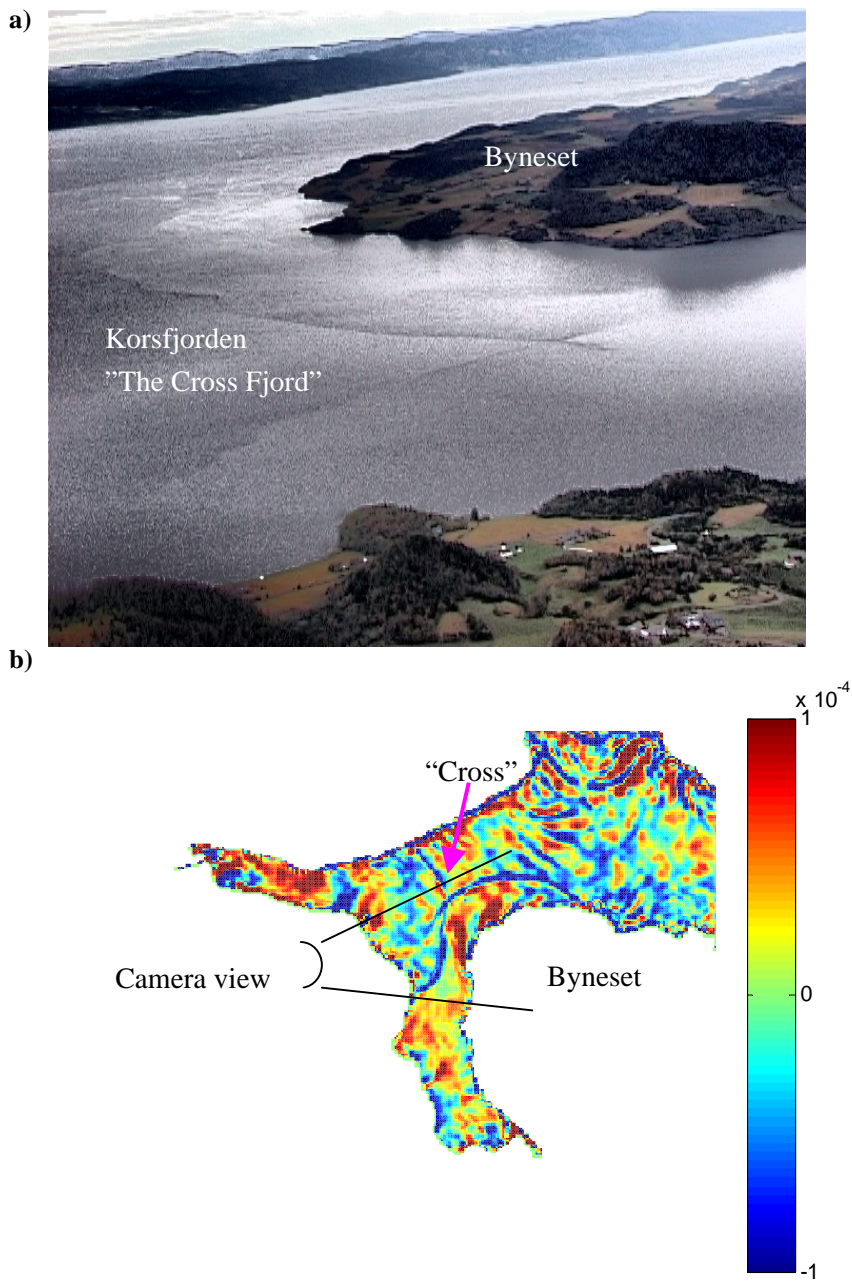 a)
Byneset
Korsfjorden
”The Cross Fjord”
b)
x 10-4
1
“Cross”
Camera view
Byneset
0
-1